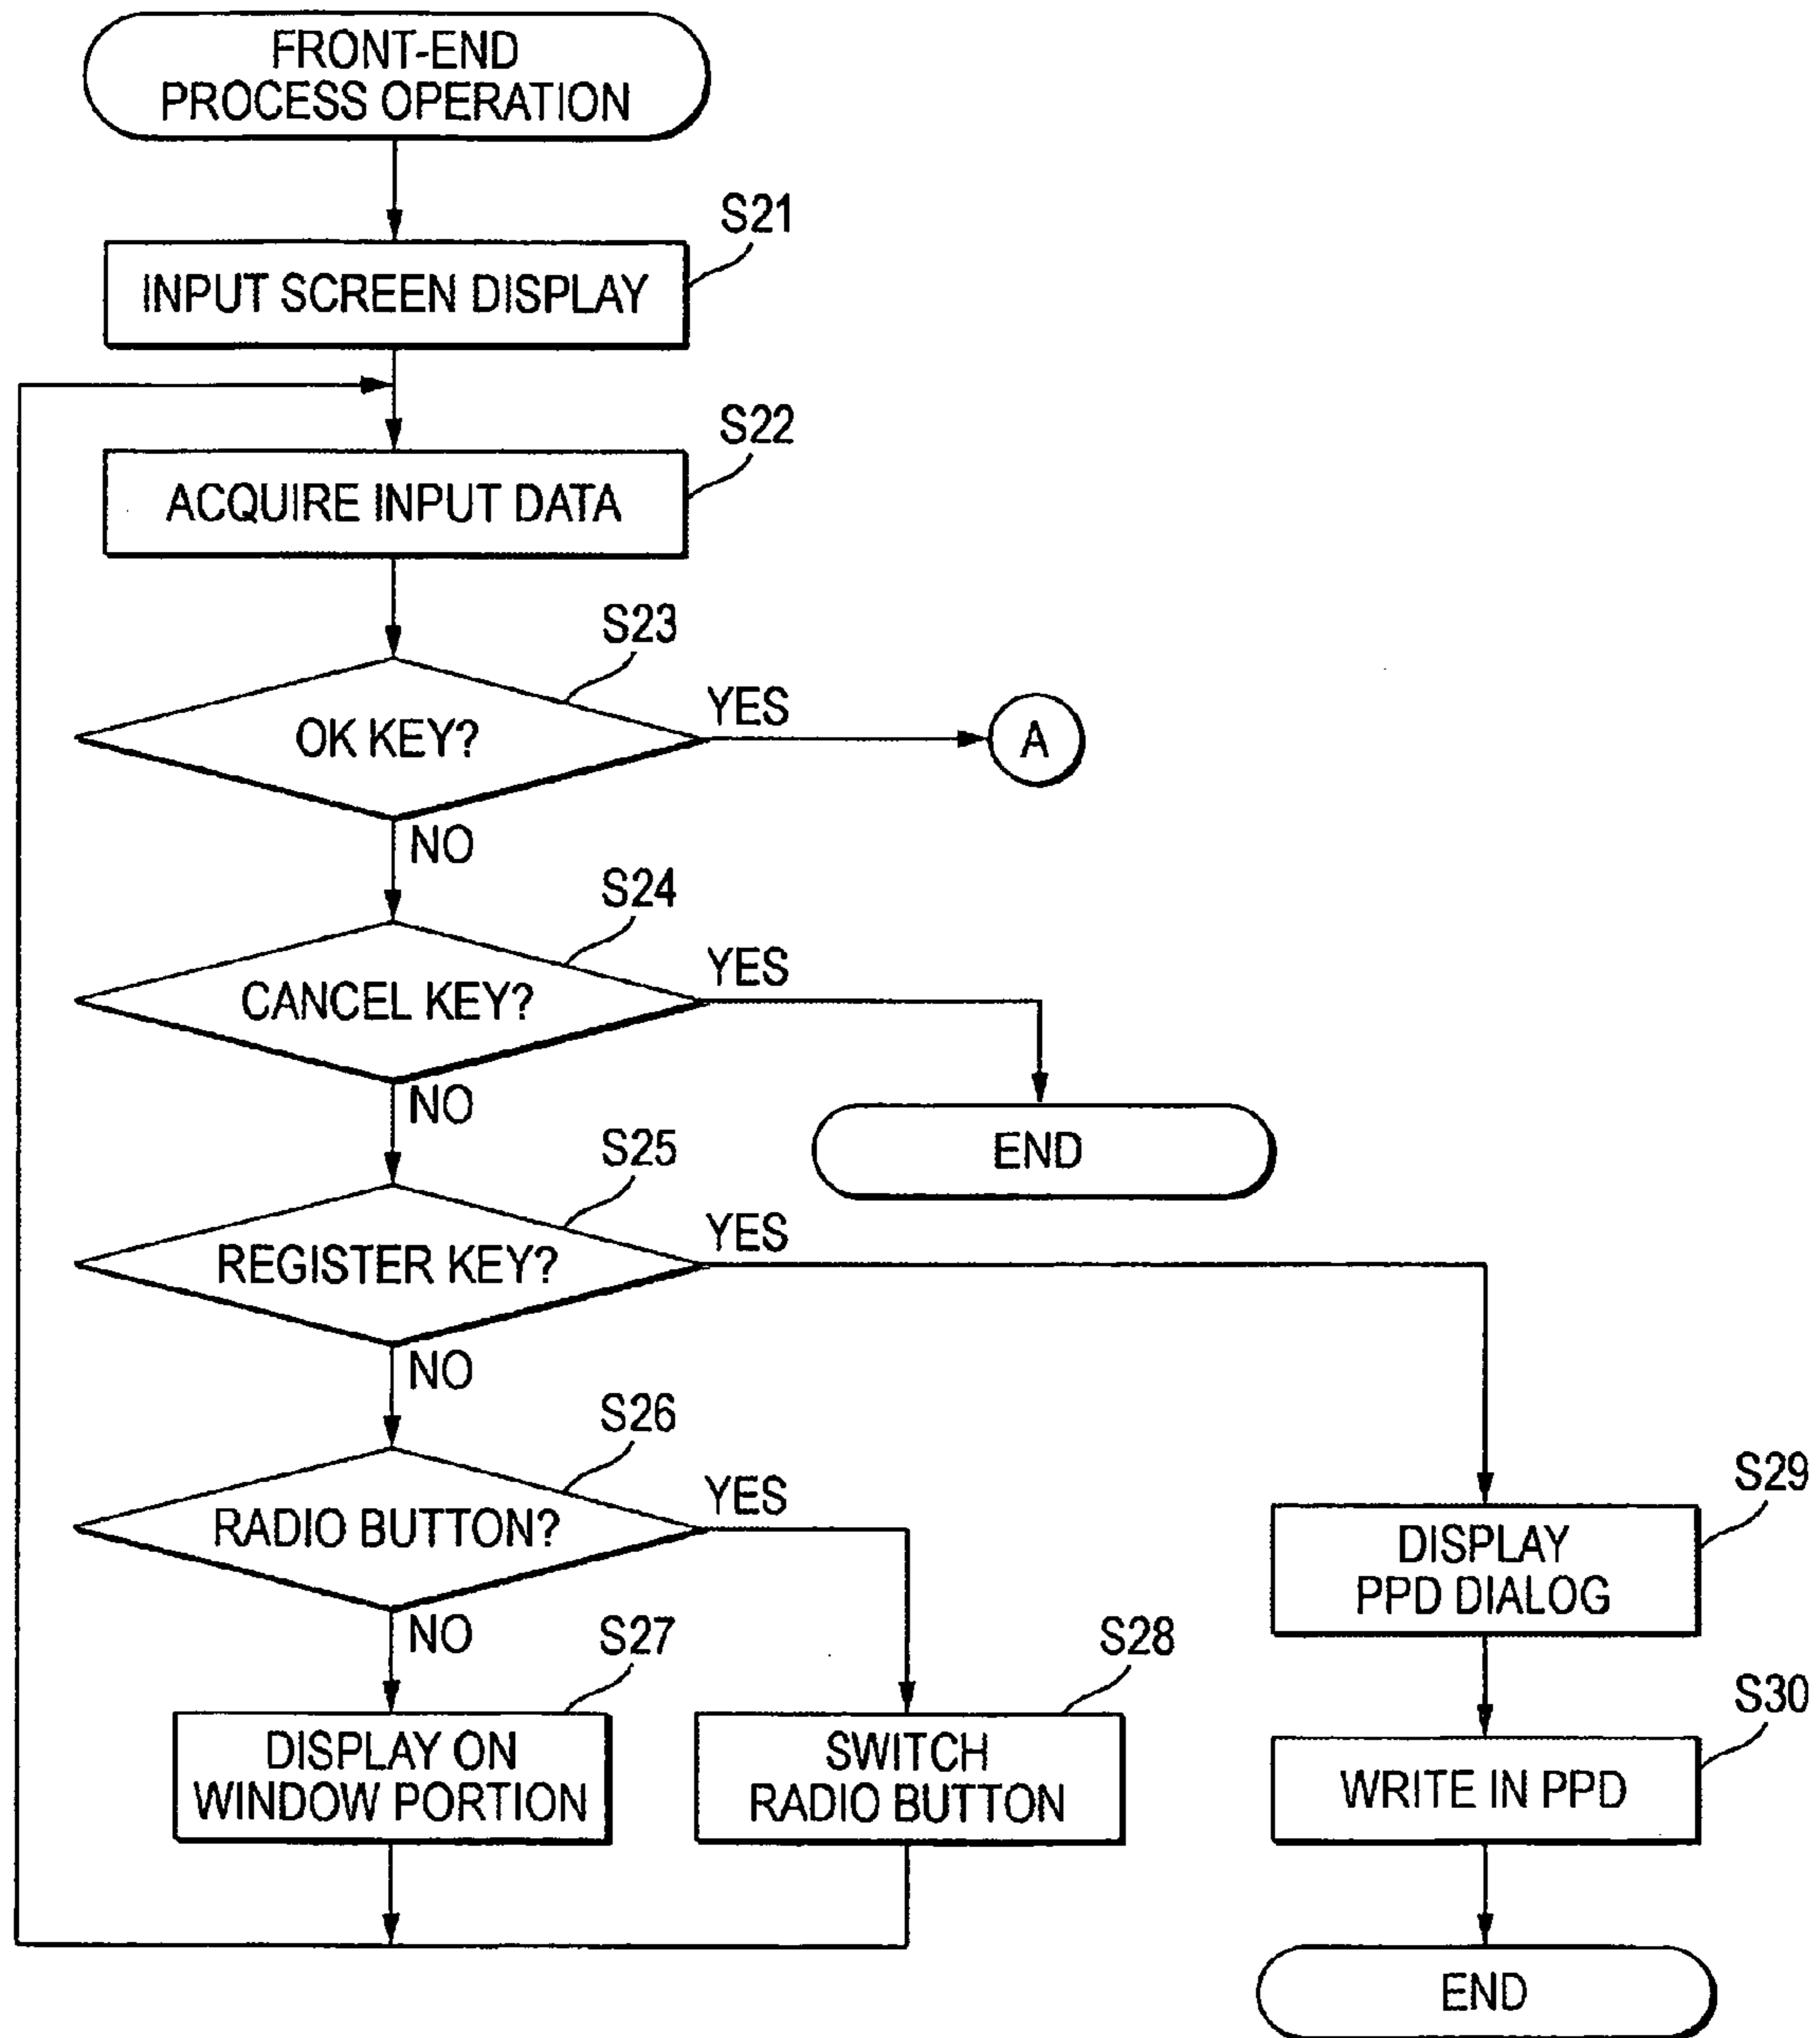 FRONT-END
PROCESS OPERATION
S21
INPUT SCREEN DISPLAY
S22
ACQUIRE INPUT DATA
S23
OK KEY?
YES
A
NO
S24
CANCEL KEY?
YES
NO
END
S25
REGISTER KEY?
YES
NO
S26
RADIO BUTTON?
YES
NO
S27
DISPLAY ON
WINDOW PORTION
S28
SWITCH
RADIO BUTTON
S29
DISPLAY
PPD DIALOG
S30
WRITE IN PPD
END